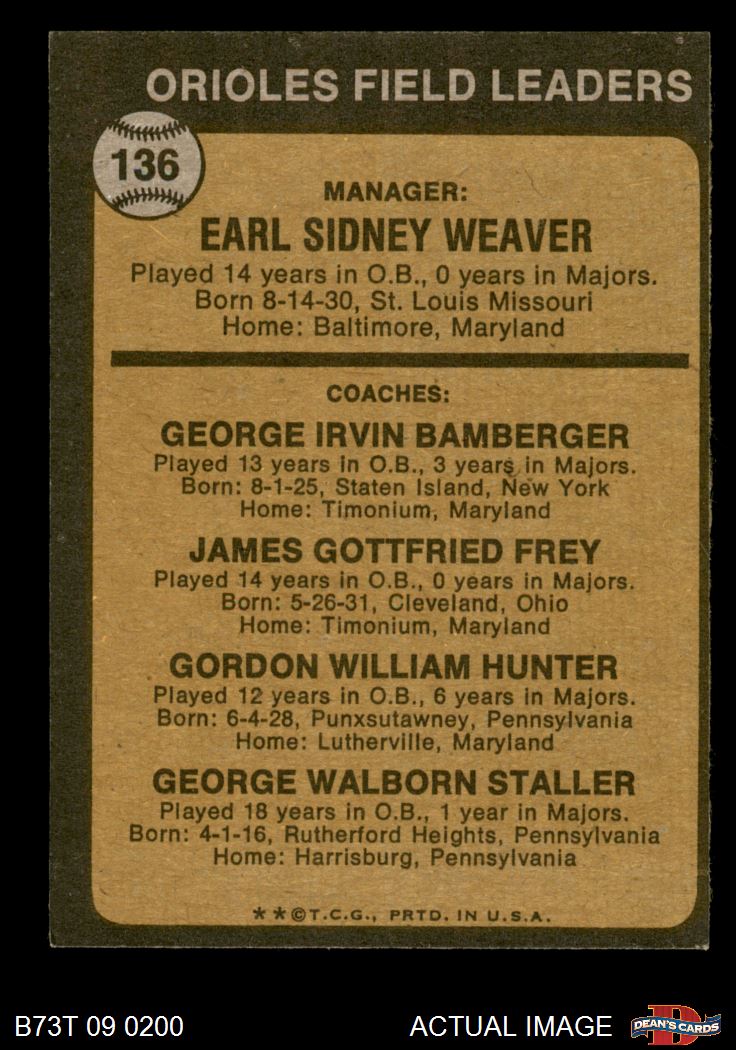 ORIOLES FIELD LEADERS
136
MANAGER:
EARL SIDNEY WEAVER
Played 14 years in O.B., 0 years in Majors.
Born 8-14-30, St. Louis Missouri
Home: Baltimore, Maryland
COACHES:
GEORGE IRVIN BAMBERGER
Played 13 years in O.B., 3 years in Majors.
Born: 8-1-25, Staten Island, New York
Home: Timonium, Maryland
JAMES GOTTFRIED FREY
Played 14 years in O.B., 0 years in Majors.
Born: 5-26-31, Cleveland, Ohio
Home: Timonium, Maryland
GORDON WILLIAM HUNTER
Played 12 years in O.B., 6 years in Majors.
Born: 6-4-28, Punxsutawney, Pennsylvania
Home: Lutherville, Maryland
GEORGE WALBORN STALLER
Played 18 years in O.B., 1 year in Majors.
Born: 4-1-16, Rutherford Heights, Pennsylvania
Home: Harrisburg, Pennsylvania
**©T.C.G., PRTD. IN U.S.A.
B73T 09 0200 ACTUAL IMAGE D DEAN'S CARDS